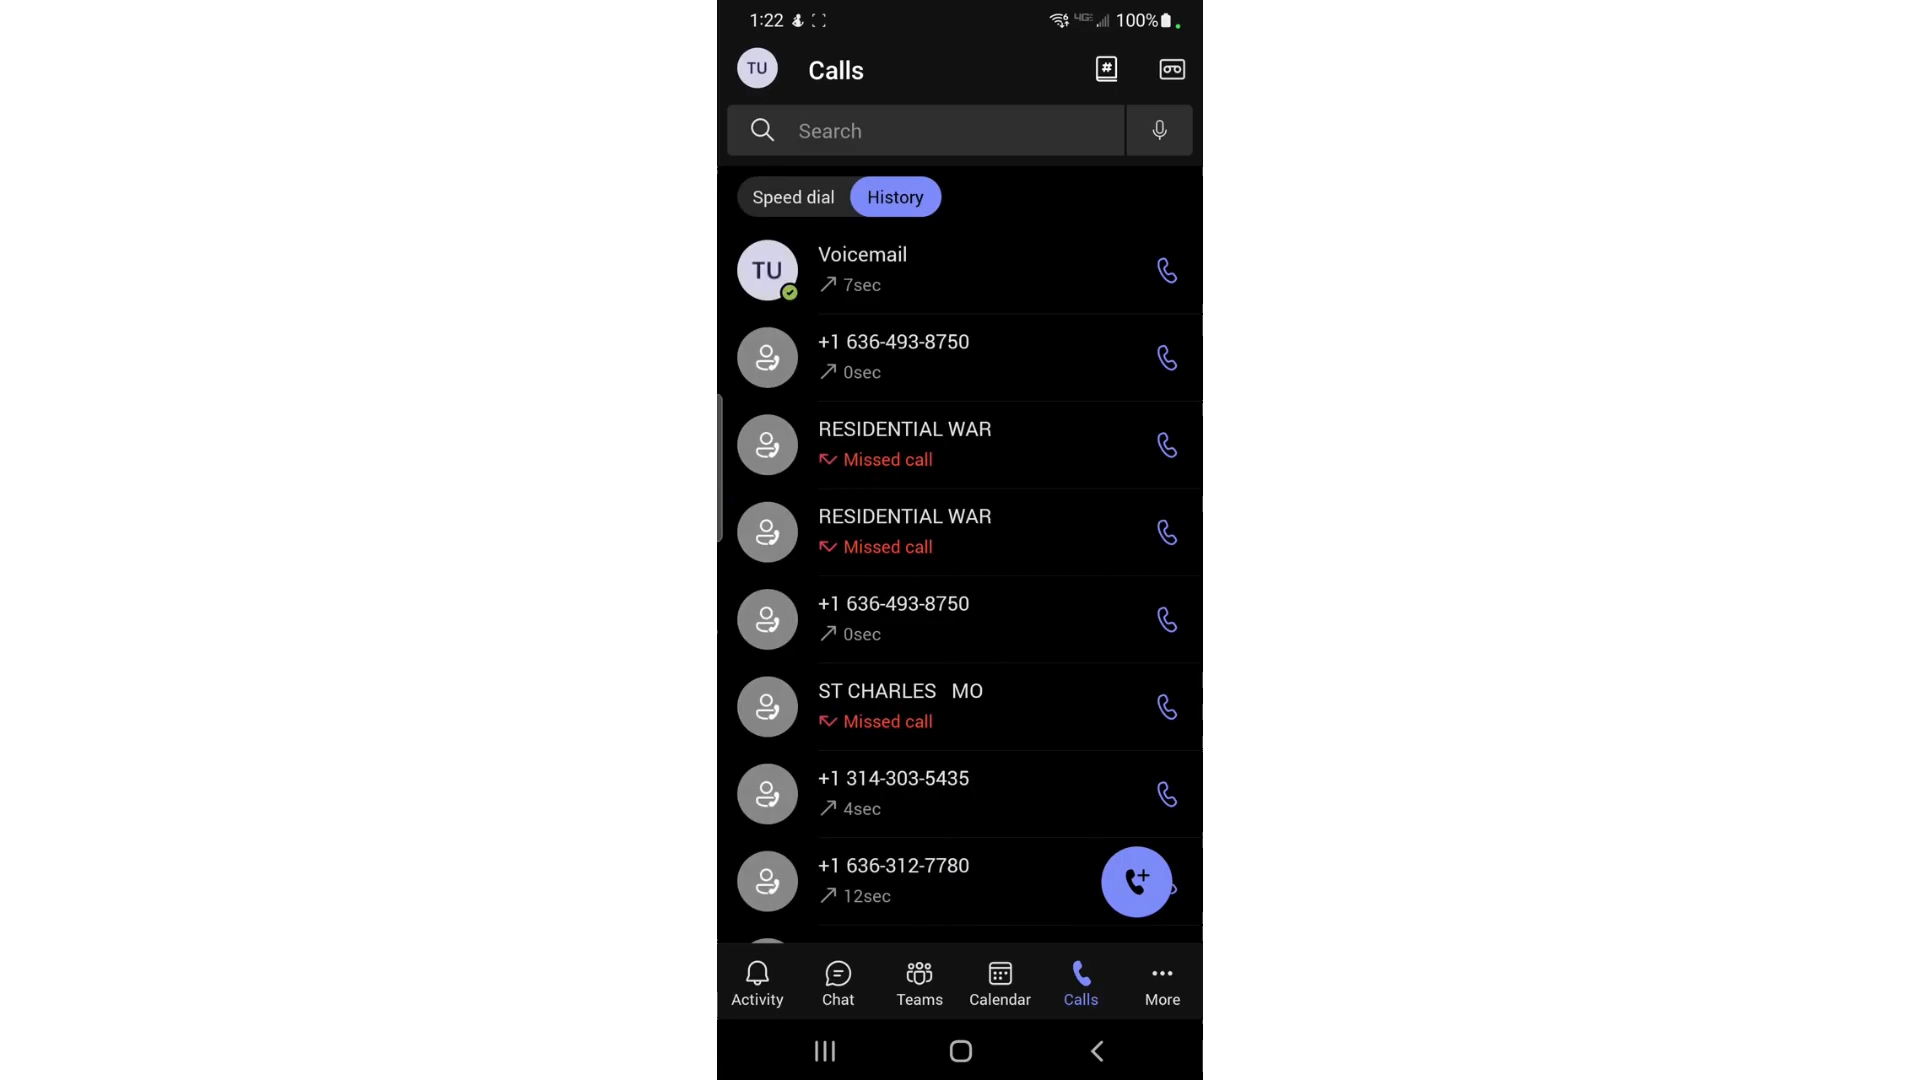 1:22 100%
TU Calls
Search
Speed dial History
Voicemail
TU
7sec
+1 636-493-8750
0sec
RESIDENTIAL WAR
Missed call
RESIDENTIAL WAR
Missed call
+1 636-493-8750
0sec
ST CHARLES   MO
Missed call
+1 314-303-5435
4sec
+1 636-312-7780
12sec
Activity Chat Teams Calendar Calls More